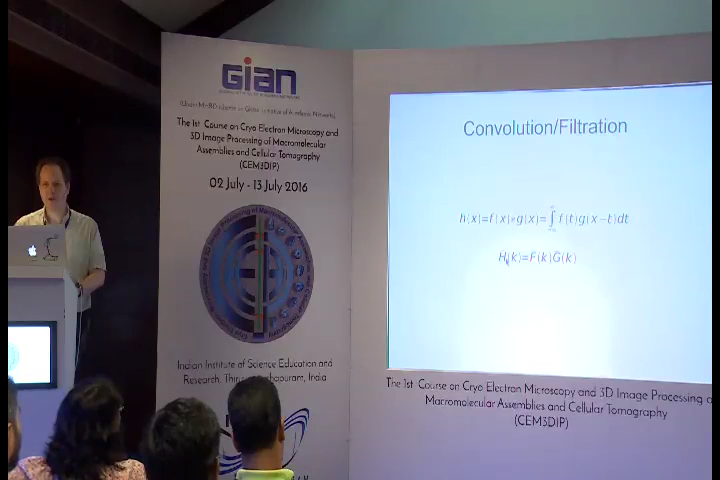 GIAN
The 1st Course on Cryo Electron Microscopy and
3D Image Processing of Macromolecular
Assemblies and Cellular Tomography
(CEM3DIP)
02 July - 13 July 2016
Indian Institute of Science Education and
Research, India
Convolution/Filtration
h(x)=f(x)∗g(x)=∫f(t)g(x−t)dt
H(k)=F(k)G(k)
The 1st Course on Cryo Electron Microscopy and 3D Image Processing o
Macromolecular Assemblies and Cellular Tomography
(CEM3DIP)